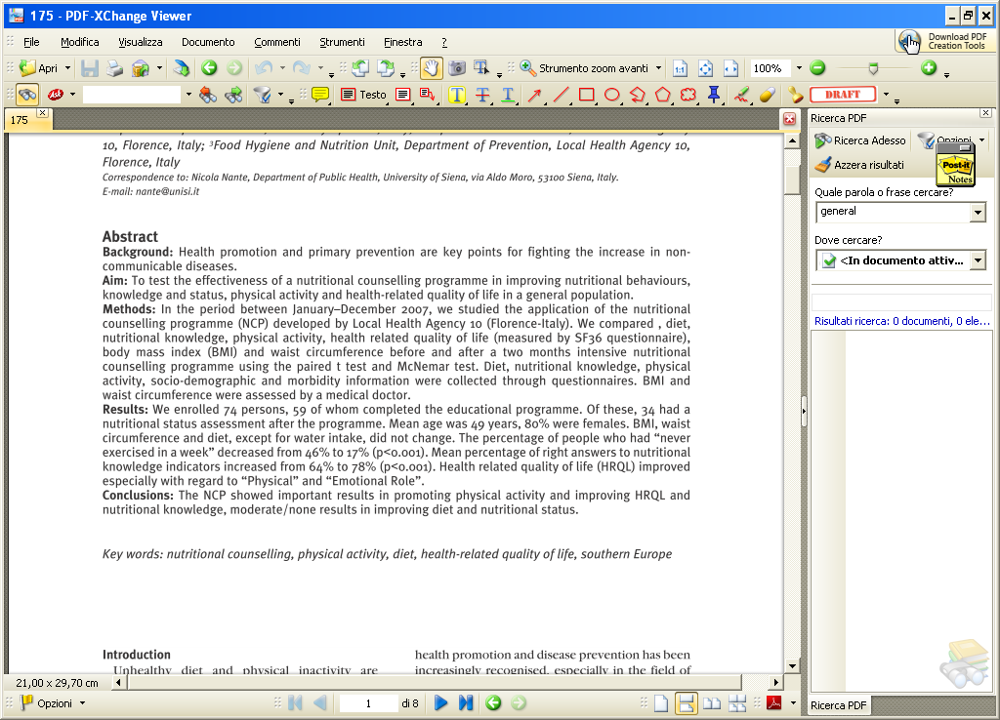 175 - PDF-XChange Viewer
File Modifica Visualizza Documento Commenti Strumenti Finestra ?
Download PDF
Creation Tools
Apri Strumento zoom avanti 100%
Testo DRAFT
175
10, Florence, Italy; ³Food Hygiene and Nutrition Unit, Department of Prevention, Local Health Agency 10,
Florence, Italy
Correspondence to: Nicola Nante, Department of Public Health, University of Siena, via Aldo Moro, 53100 Siena, Italy.
E-mail: nante@unisi.it
Abstract
Background: Health promotion and primary prevention are key points for fighting the increase in non-
communicable diseases.
Aim: To test the effectiveness of a nutritional counselling programme in improving nutritional behaviours,
knowledge and status, physical activity and health-related quality of life in a general population.
Methods: In the period between January–December 2007, we studied the application of the nutritional
counselling programme (NCP) developed by Local Health Agency 10 (Florence-Italy). We compared , diet,
nutritional knowledge, physical activity, health related quality of life (measured by SF36 questionnaire),
body mass index (BMI) and waist circumference before and after a two months intensive nutritional
counselling programme using the paired t test and McNemar test. Diet, nutritional knowledge, physical
activity, socio-demographic and morbidity information were collected through questionnaires. BMI and
waist circumference were assessed by a medical doctor.
Results: We enrolled 74 persons, 59 of whom completed the educational programme. Of these, 34 had a
nutritional status assessment after the programme. Mean age was 49 years, 80% were females. BMI, waist
circumference and diet, except for water intake, did not change. The percentage of people who had “never
exercised in a week” decreased from 46% to 17% (p<0.001). Mean percentage of right answers to nutritional
knowledge indicators increased from 64% to 78% (p<0.001). Health related quality of life (HRQL) improved
especially with regard to “Physical” and “Emotional Role”.
Conclusions: The NCP showed important results in promoting physical activity and improving HRQL and
nutritional knowledge, moderate/none results in improving diet and nutritional status.
Key words: nutritional counselling, physical activity, diet, health-related quality of life, southern Europe
Introduction
Unhealthy diet and physical inactivity are
health promotion and disease prevention has been
increasingly recognised, especially in the field of
Ricerca PDF
Ricerca Adesso Opzioni
Azzera risultati
Post-it
Notes
Quale parola o frase cercare?
general
Dove cercare?
<In documento attiv...
Risultati ricerca: 0 documenti, 0 ele...
21,00 x 29,70 cm
Opzioni 1 di 8
Ricerca PDF